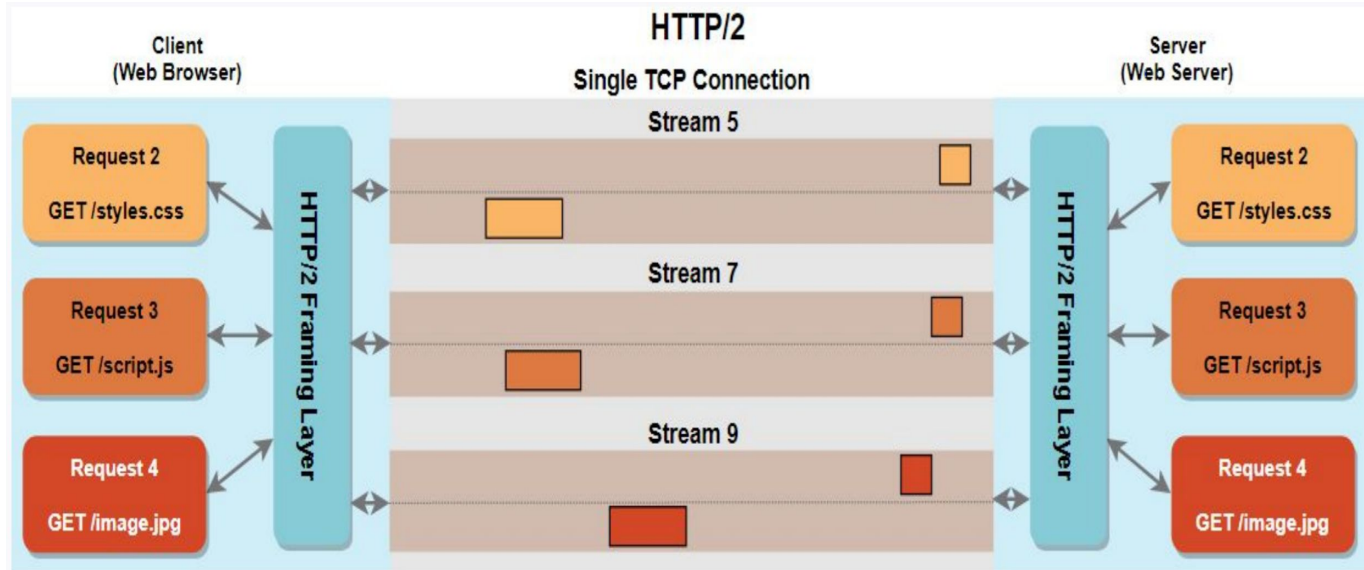 HTTP/2
Client
(Web Browser)
Single TCP Connection
Server
(Web Server)
Request 2
GET /styles.css
Request 3
GET /script.js
Request 4
GET /image.jpg
HTTP/2 Framing Layer
Stream 5
Stream 7
Stream 9
HTTP/2 Framing Layer
Request 2
GET /styles.css
Request 3
GET /script.js
Request 4
GET /image.jpg